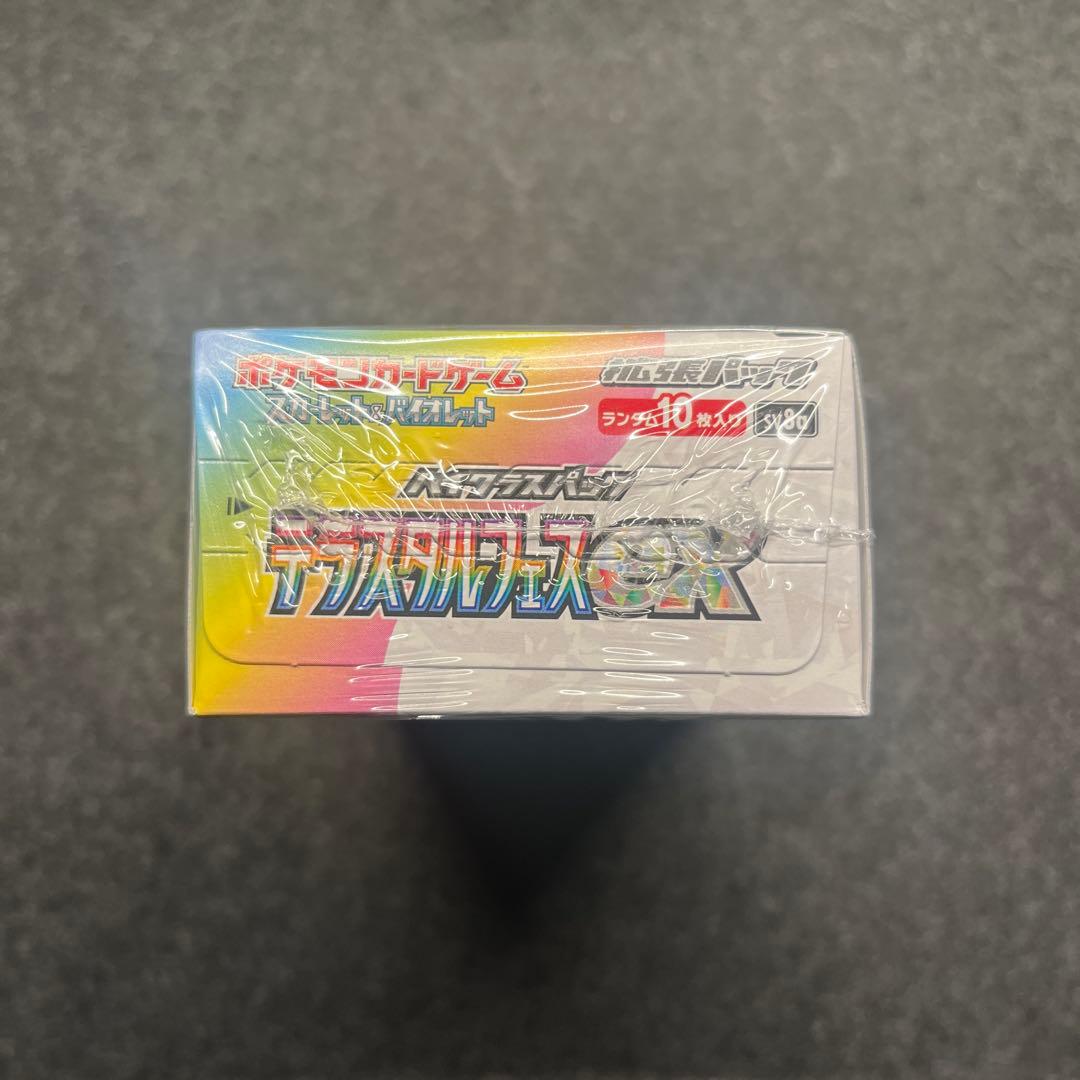 ポケモンカードゲーム
スカーレット&バイオレット
拡張パック
ランダム10枚入り sv8a
ハイクラスパック
テラスタルフェスex